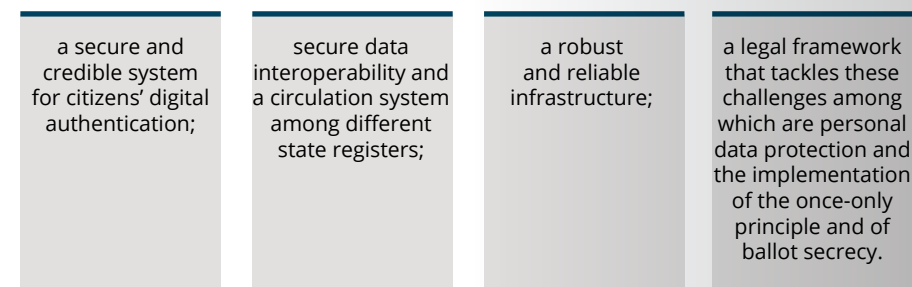 a secure and
credible system
for citizens’ digital
authentication;
secure data
interoperability and
a circulation system
among different
state registers;
a robust
and reliable
infrastructure;
a legal framework
that tackles these
challenges among
which are personal
data protection and
the implementation
of the once-only
principle and of
ballot secrecy.